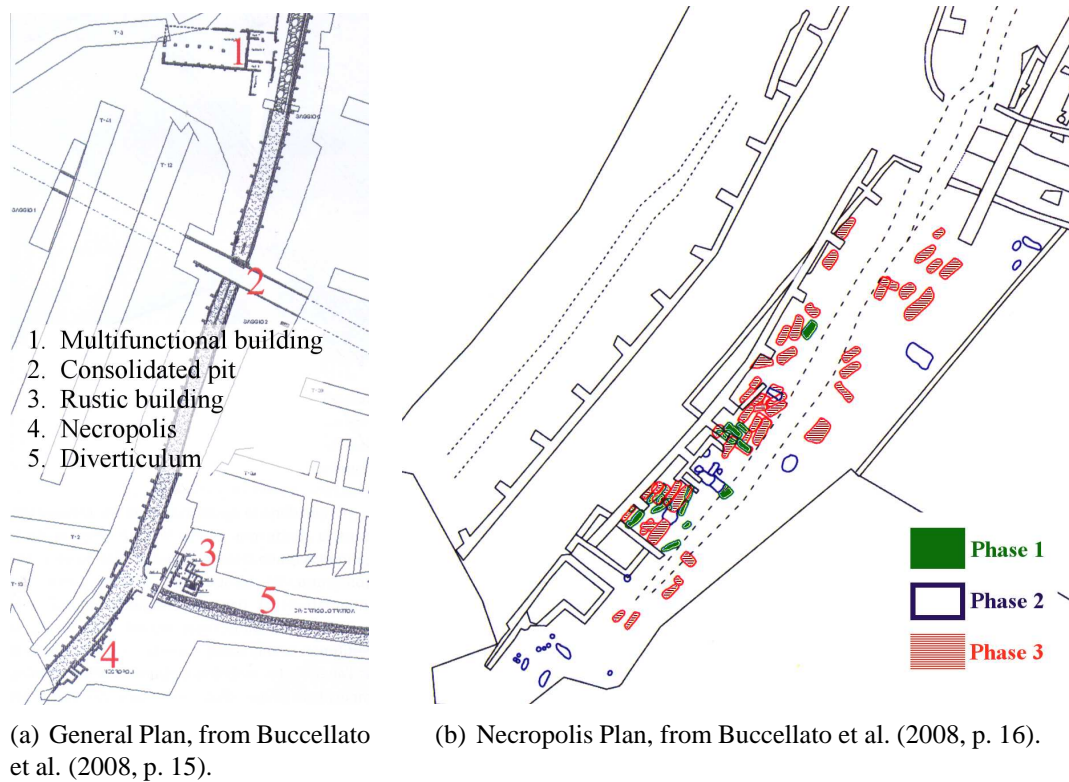 1
2
1. Multifunctional building
2. Consolidated pit
3. Rustic building
4. Necropolis
5. Diverticulum
3
5
4
Phase 1
Phase 2
Phase 3
(a) General Plan, from Buccellato
et al. (2008, p. 15).
(b) Necropolis Plan, from Buccellato et al. (2008, p. 16).